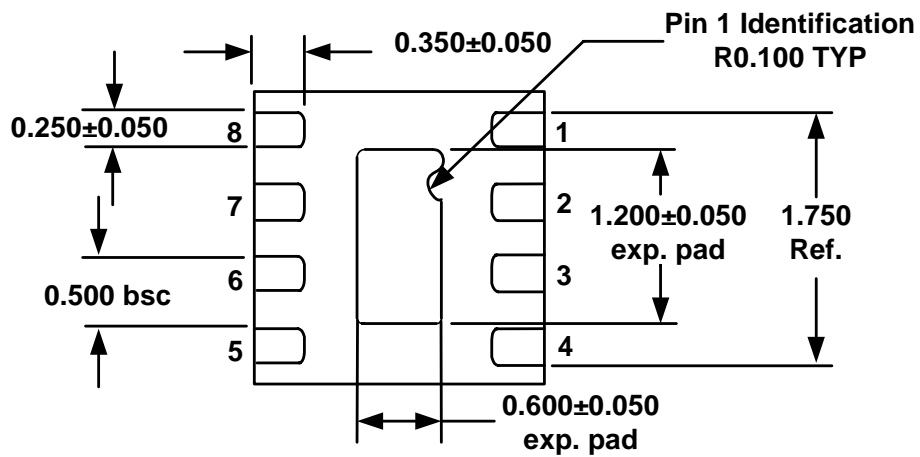 Pin 1 Identification
R0.100 TYP
0.350±0.050
0.250±0.050
8
1
7
2
1.200±0.050
exp. pad
1.750
Ref.
6
3
0.500 bsc
5
4
0.600±0.050
exp. pad